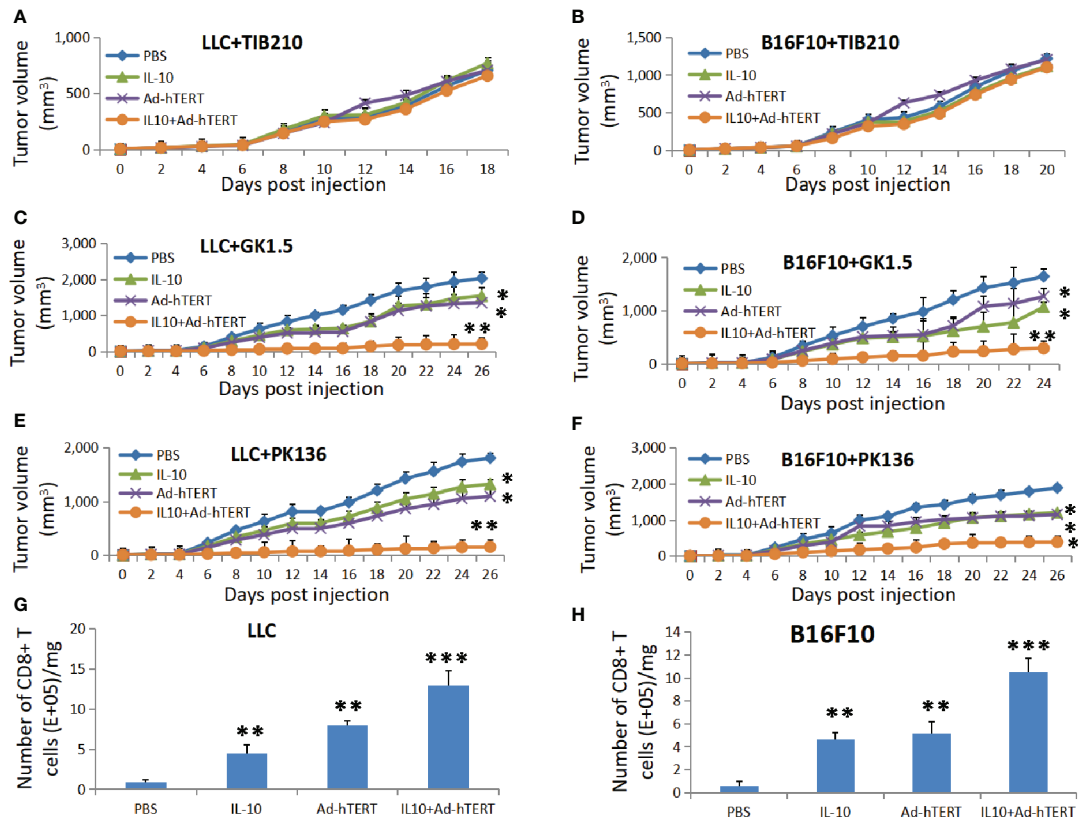 A
LLC+TIB210
Tumor volume
(mm³)
1,000
500
0
PBS
IL-10
Ad-hTERT
IL10+Ad-hTERT
0 2 4 6 8 10 12 14 16 18
Days post injection
B
B16F10+TIB210
Tumor volume
(mm³)
1,500
1,000
500
0
PBS
IL-10
Ad-hTERT
IL10+Ad-hTERT
0 2 4 6 8 10 12 14 16 18 20
Days post injection
C
LLC+GK1.5
Tumor volume
(mm³)
3,000
2,000
1,000
0
PBS
IL-10
Ad-hTERT
IL10+Ad-hTERT
*
*
**
0 2 4 6 8 10 12 14 16 18 20 22 24 26
Days post injection
D
B16F10+GK1.5
Tumor volume
(mm³)
2,000
1,000
0
PBS
IL-10
Ad-hTERT
IL10+Ad-hTERT
*
*
**
0 2 4 6 8 10 12 14 16 18 20 22 24
Days post injection
E
LLC+PK136
Tumor volume
(mm³)
2,000
1,000
0
PBS
IL-10
Ad-hTERT
IL10+Ad-hTERT
*
*
**
0 2 4 6 8 10 12 14 16 18 20 22 24 26
Days post injection
F
B16F10+PK136
Tumor volume
(mm³)
3,000
2,000
1,000
0
PBS
IL-10
Ad-hTERT
IL10+Ad-hTERT
*
*
*
0 2 4 6 8 10 12 14 16 18 20 22 24 26
Days post injection
G
LLC
Number of CD8+ T
cells (E+05)/mg
20
15
10
5
0
**
**
***
PBS IL-10 Ad-hTERT IL10+Ad-hTERT
H
B16F10
Number of CD8+ T
cells (E+05)/mg
14
12
10
8
6
4
2
0
**
**
***
PBS IL-10 Ad-hTERT IL10+Ad-hTERT